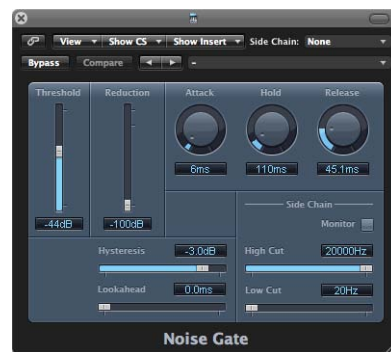 View Show CS Show Insert Side Chain: None
Bypass Compare -
Threshold Reduction Attack Hold Release
6ms 110ms 45.1ms
-44dB -100dB
Side Chain
Monitor
Hysteresis -3.0dB High Cut 20000Hz
Lookahead 0.0ms Low Cut 20Hz
Noise Gate